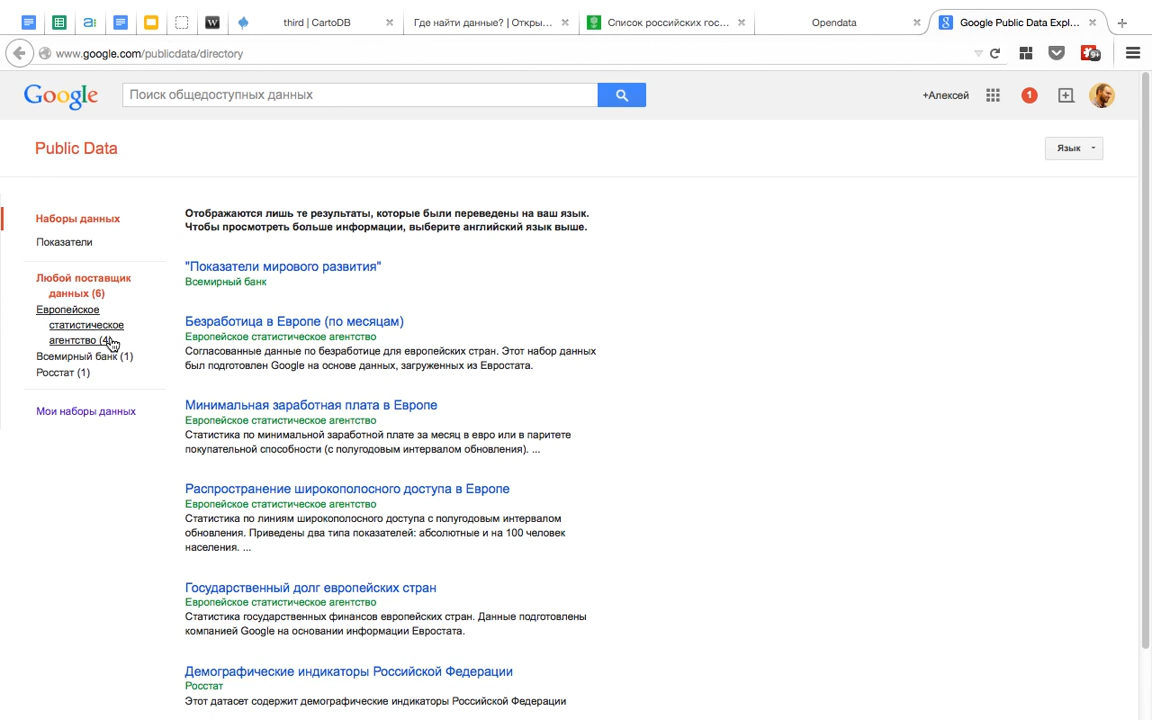 third | CartoDB
Где найти данные? | Откры...
Список российских гос...
Opendata
Google Public Data Expl...
www.google.com/publicdata/directory
Google
Поиск общедоступных данных
+Алексей
1
Public Data
Язык
Наборы данных
Показатели
Любой поставщик
данных (6)
Европейское
статистическое
агентство (4)
Всемирный банк (1)
Росстат (1)
Мои наборы данных
Отображаются лишь те результаты, которые были переведены на ваш язык.
Чтобы просмотреть больше информации, выберите английский язык выше.
"Показатели мирового развития"
Всемирный банк
Безработица в Европе (по месяцам)
Европейское статистическое агентство
Согласованные данные по безработице для европейских стран. Этот набор данных
был подготовлен Google на основе данных, загруженных из Евростата.
Минимальная заработная плата в Европе
Европейское статистическое агентство
Статистика по минимальной заработной плате за месяц в евро или в паритете
покупательной способности (с полугодовым интервалом обновления). ...
Распространение широкополосного доступа в Европе
Европейское статистическое агентство
Статистика по линиям широкополосного доступа с полугодовым интервалом
обновления. Приведены два типа показателей: абсолютные и на 100 человек
населения. ...
Государственный долг европейских стран
Европейское статистическое агентство
Статистика государственных финансов европейских стран. Данные подготовлены
компанией Google на основании информации Евростата.
Демографические индикаторы Российской Федерации
Росстат
Этот датасет содержит демографические индикаторы Российской Федерации